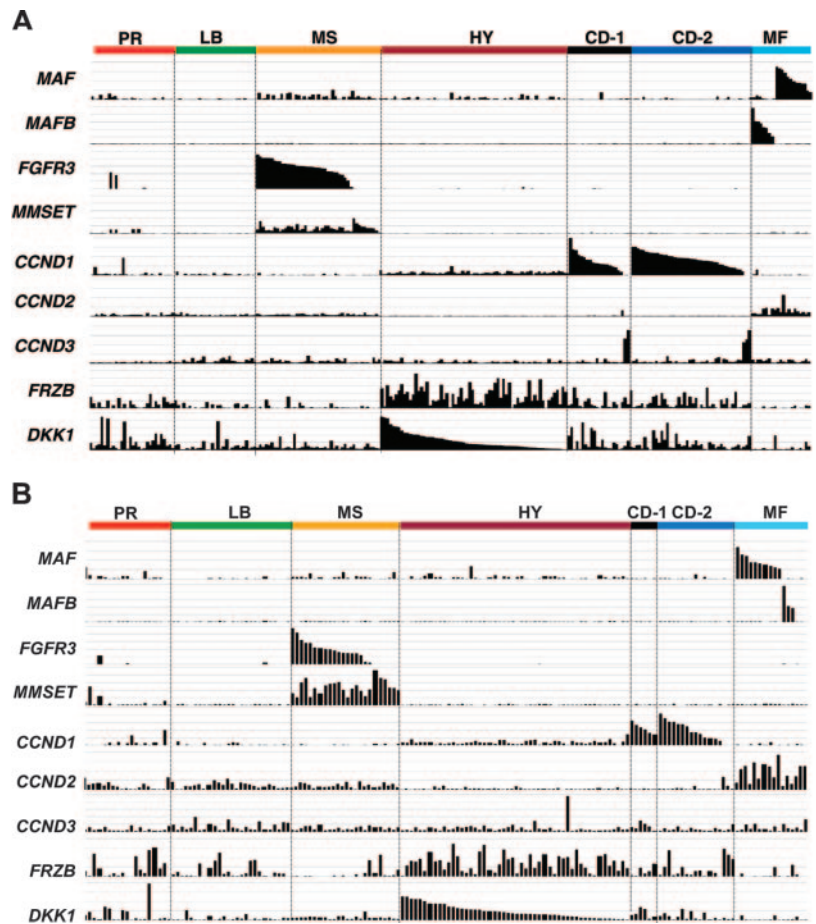 A
PR LB MS HY CD-1 CD-2 MF
MAF
MAFB
FGFR3
MMSET
CCND1
CCND2
CCND3
FRZB
DKK1
B
PR LB MS HY CD-1 CD-2 MF
MAF
MAFB
FGFR3
MMSET
CCND1
CCND2
CCND3
FRZB
DKK1